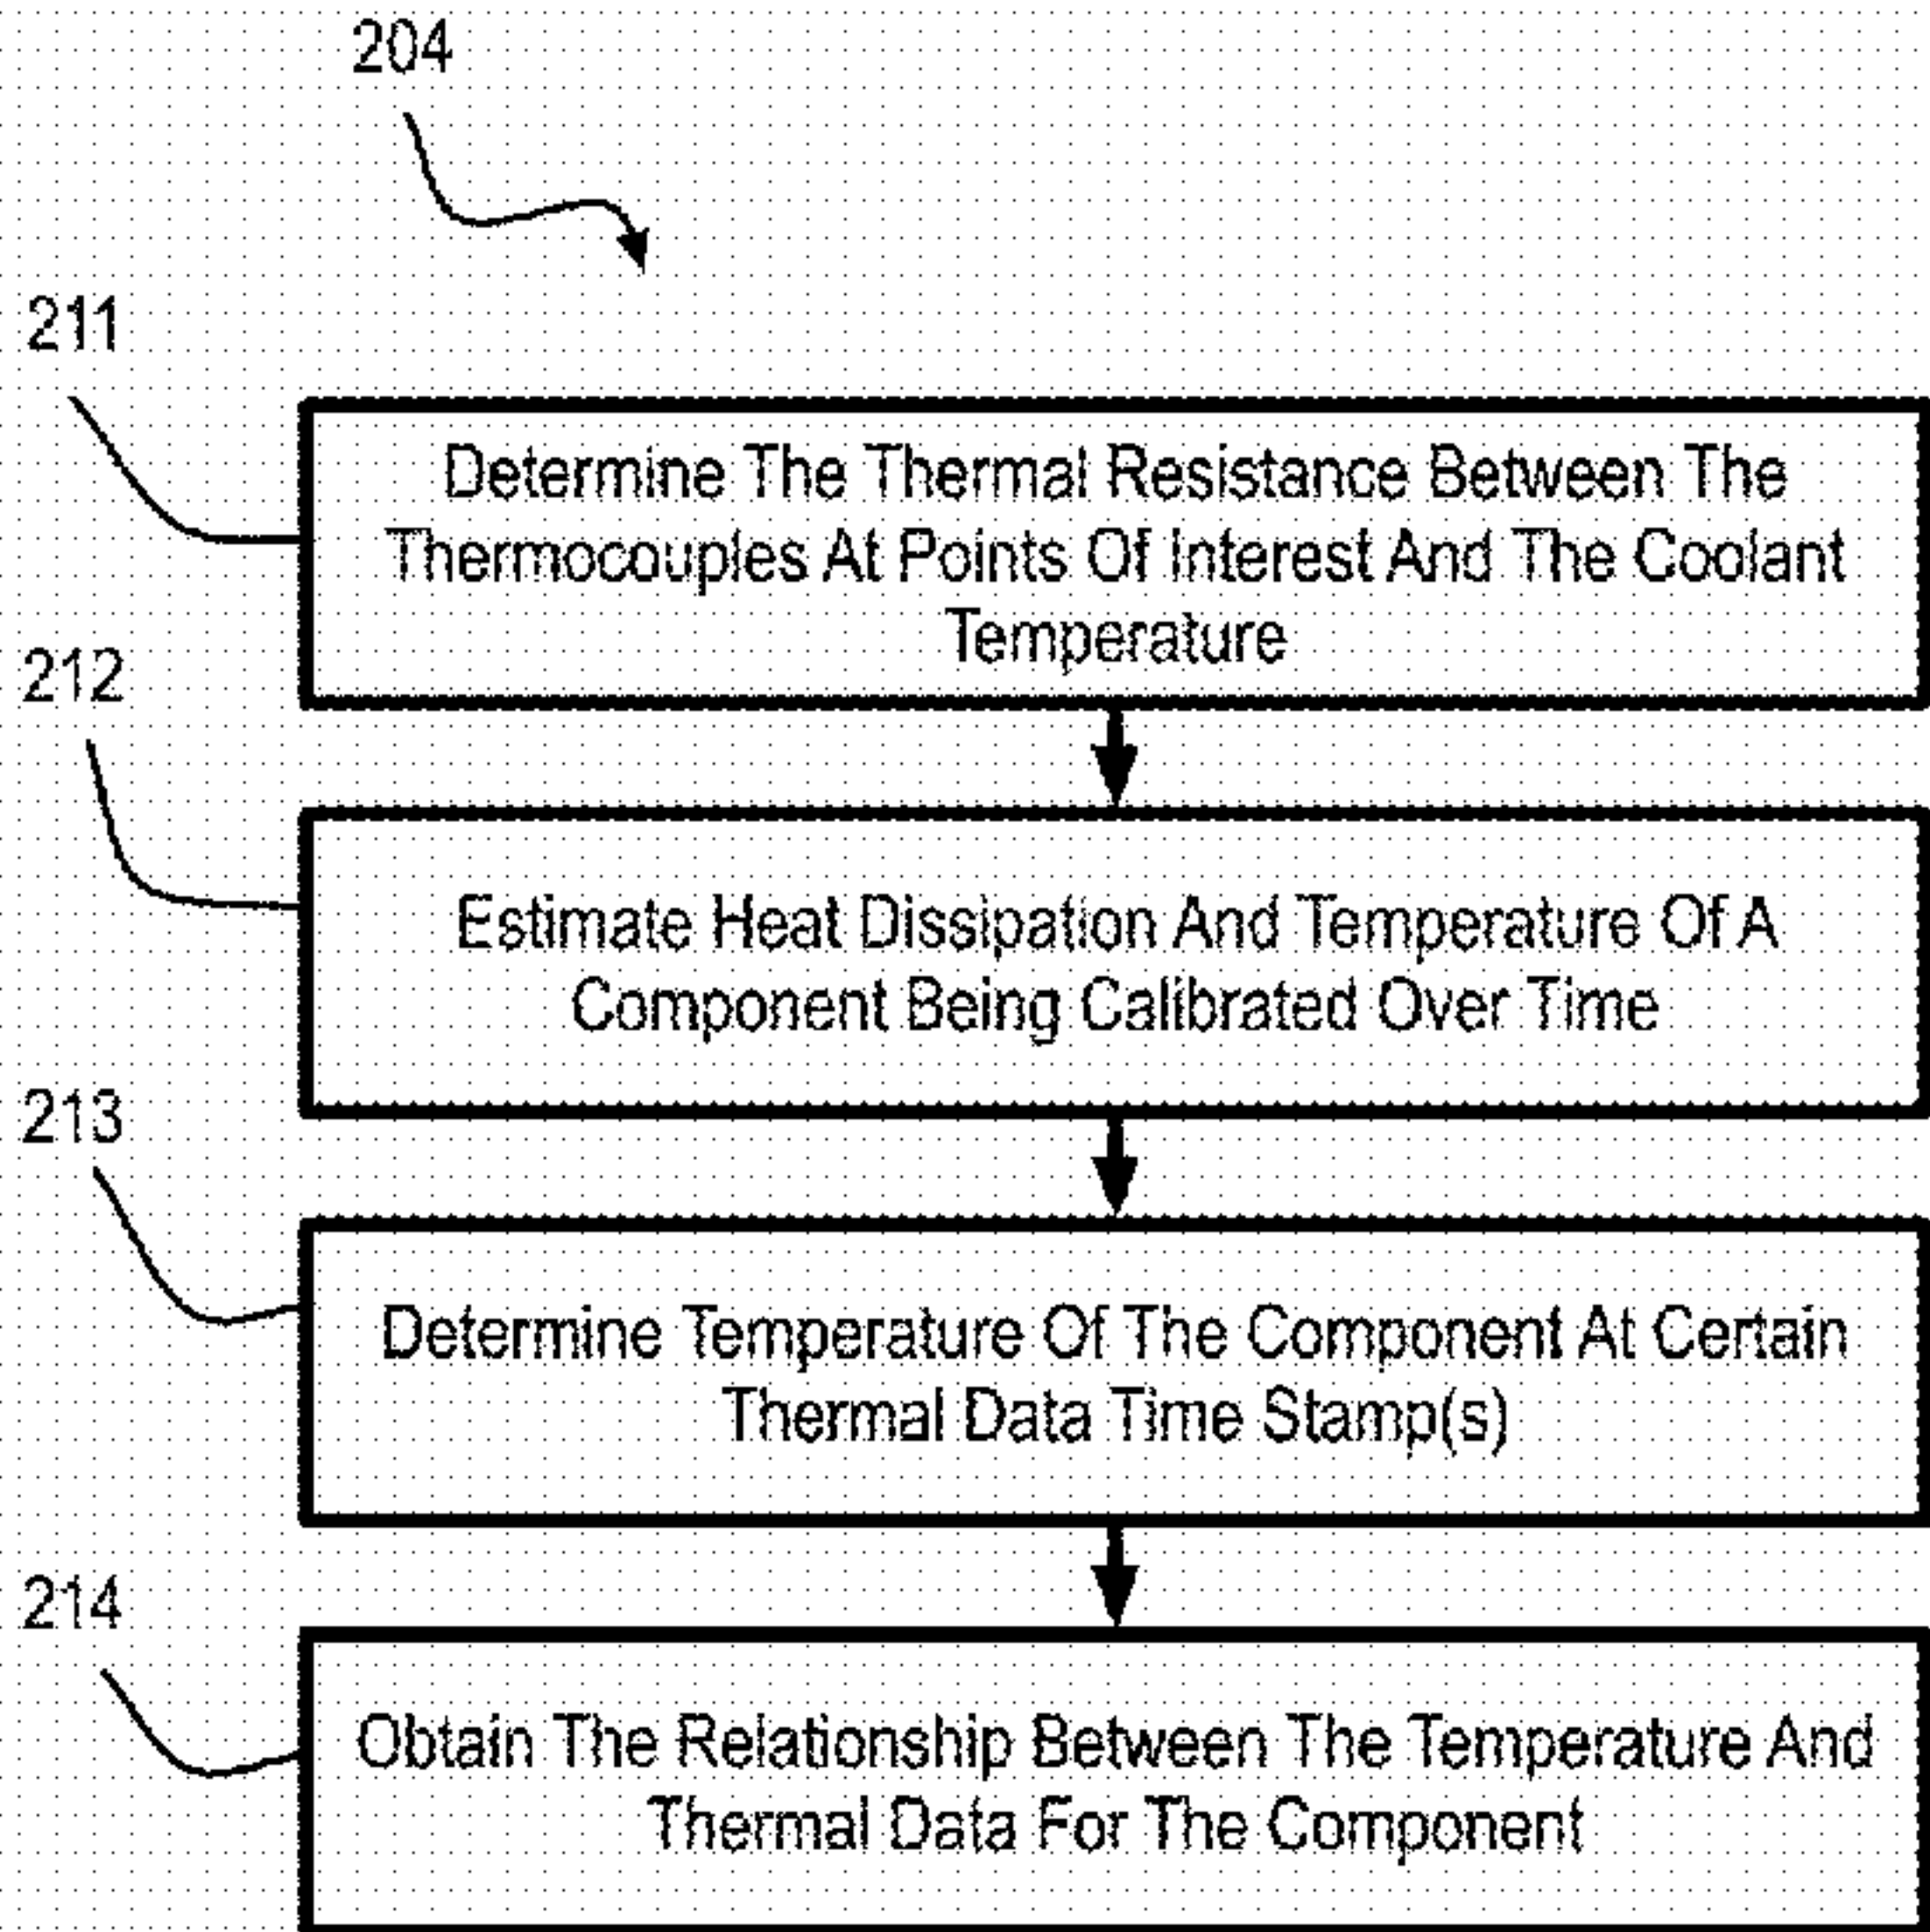 204
211
Determine The Thermal Resistance Between The
Thermocouples At Points Of Interest And The Coolant
Temperature
212
Estimate Heat Dissipation And Temperature Of A
Component Being Calibrated Over Time
213
Determine Temperature Of The Component At Certain
Thermal Data Time Stamp(s)
214
Obtain The Relationship Between The Temperature And
Thermal Data For The Component